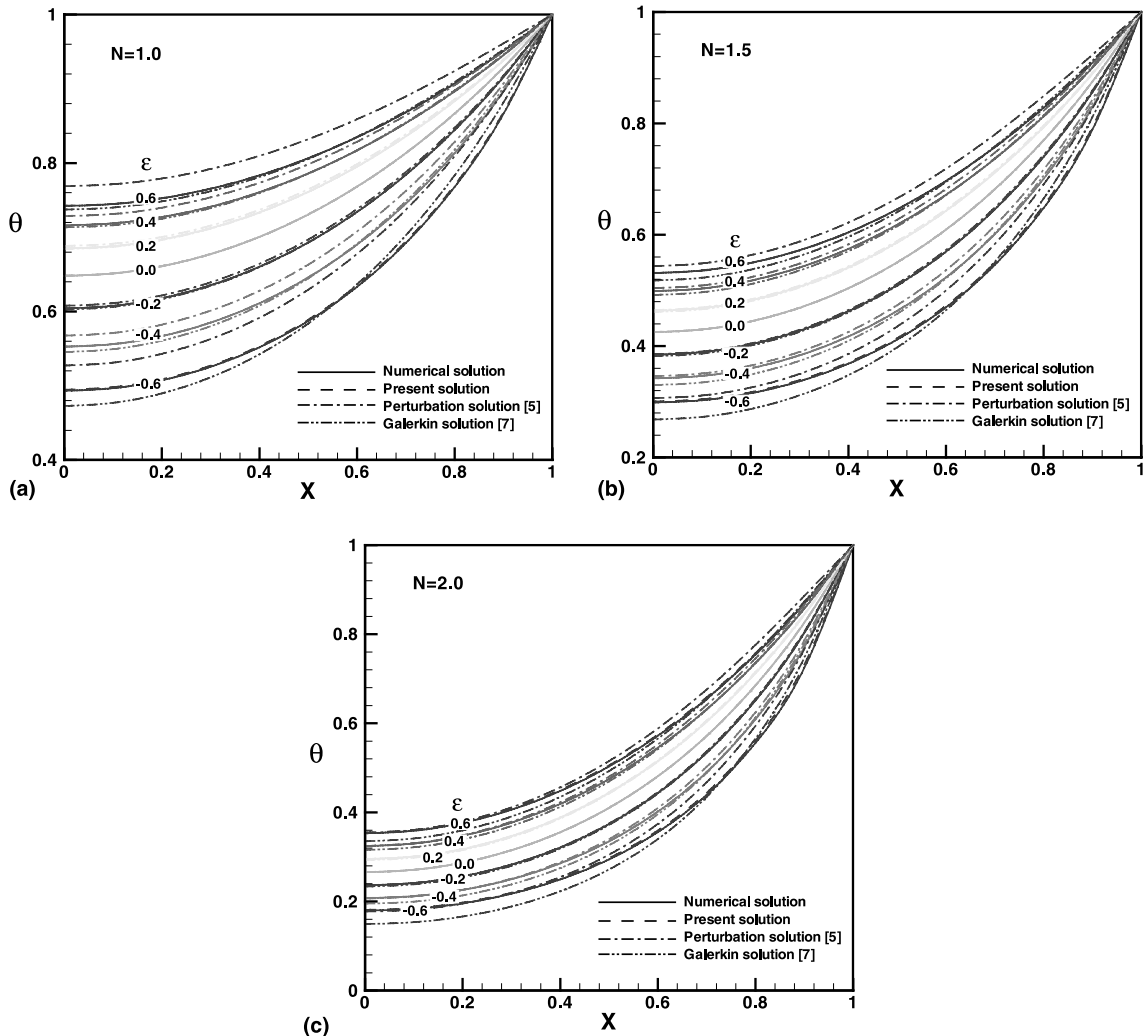 N=1.0
1
0.8
θ
0.6
0.4
ε
0.6
0.4
0.2
0.0
-0.2
-0.4
-0.6
Numerical solution
Present solution
Perturbation solution [5]
Galerkin solution [7]
0 0.2 0.4 0.6 0.8 1
X
(a)
N=1.5
1
0.8
0.6
θ
0.4
0.2
ε
0.6
0.4
0.2
0.0
-0.2
-0.4
-0.6
Numerical solution
Present solution
Perturbation solution [5]
Galerkin solution [7]
0 0.2 0.4 0.6 0.8 1
X
(b)
N=2.0
1
0.8
0.6
θ
0.4
0.2
0
ε
0.6
0.4
0.2
0.0
-0.2
-0.4
-0.6
Numerical solution
Present solution
Perturbation solution [5]
Galerkin solution [7]
0 0.2 0.4 0.6 0.8 1
X
(c)